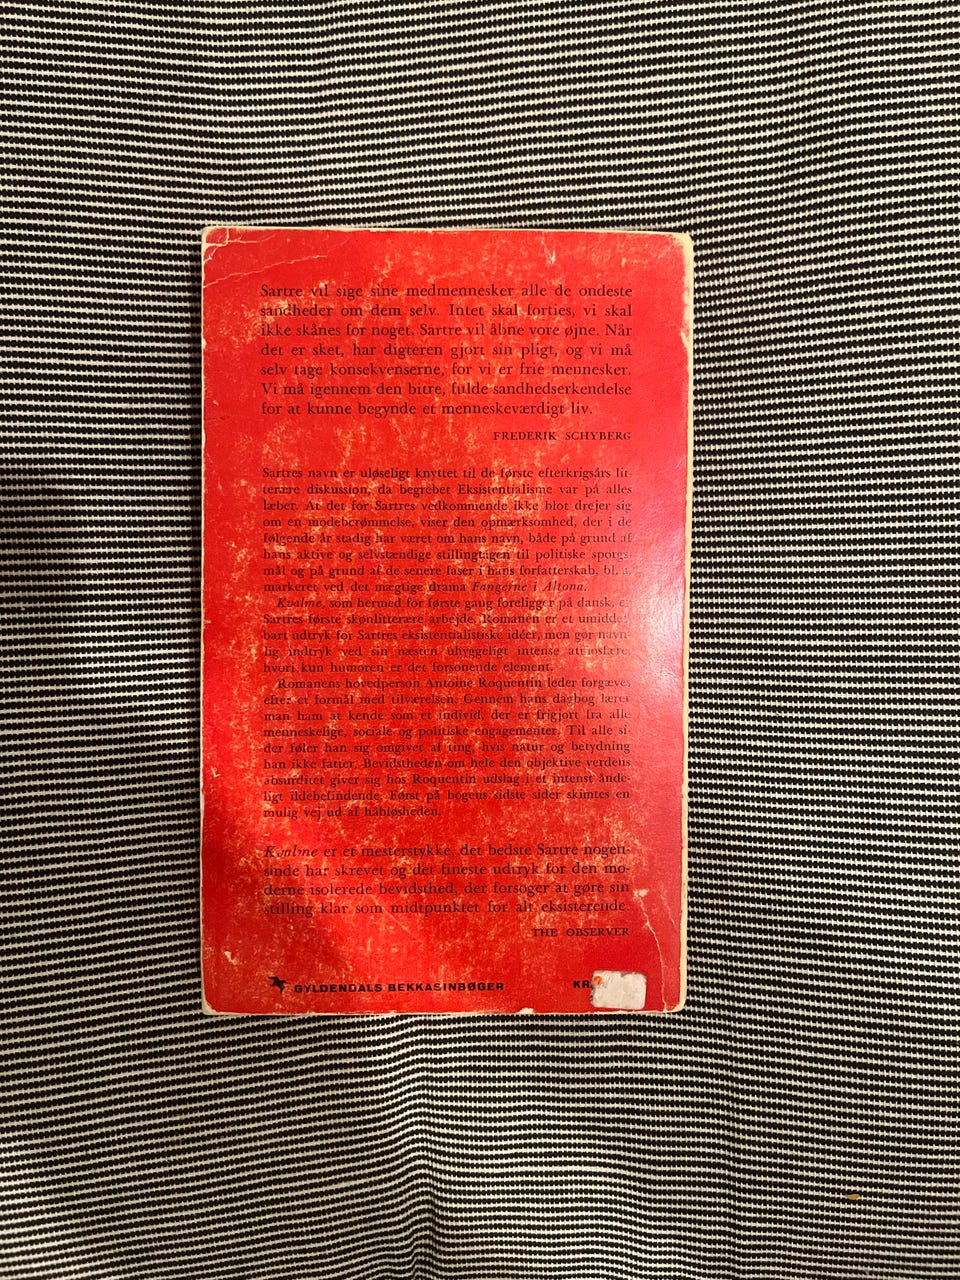 Sartre vil sige sine medmennesker alle de ondeste
sandheder om dem selv. Intet skal forties, vi skal
ikke skånes for noget. Sartre vil åbne vore øjne. Når
det er sket, har digteren gjort sin pligt, og vi må
selv tage konsekvenserne, for vi er frie mennesker.
Vi må igennem den bitre, fulde sandhedserkendelse
for at kunne begynde et menneskeværdigt liv.
FREDERIK SCHYBERG
Sartres navn er uløseligt knyttet til de første efterkrigsårs lit-
terære diskussion, da begrebet Eksistentialisme var på alles
læber. At det for Sartres vedkommende ikke blot drejer sig
om en modeberømmelse, viser den opmærksomhed, der i de
følgende år stadig har været om hans navn, både på grund af
hans aktive og selvstændige stillingtagen til politiske spørgs-
mål og på grund af de senere faser i hans forfatterskab, bl. a.
markeret ved det mægtige drama Fangerne i Altona.
Kvalme, som hermed for første gang foreligger på dansk, er
Sartres første skønlitterære arbejde. Romanen er et umiddel-
bart udtryk for Sartres eksistentialistiske idéer, men gør navn-
lig indtryk ved sin næsten uhyggeligt intense atmosfære,
hvori kun humoren er det forsonende element.
Romanens hovedperson Antoine Roquentin leder forgæves
efter et formål med tilværelsen. Gennem hans dagbog lærer
man ham at kende som et individ, der er frigjort fra alle
menneskelige, sociale og politiske engagementer. Til alle si-
der føler han sig omgivet af ting, hvis natur og betydning
han ikke fatter. Bevidstheden om hele den objektive verdens
absurditet giver sig hos Roquentin udslag i et intenst ånde-
ligt ildebefindende. Først på bogens sidste sider skimtes en
mulig vej ud af håbløsheden.
Kvalme er et mesterstykke, det bedste Sartre nogen-
sinde har skrevet og det fineste udtryk for den mo-
derne isolerede bevidsthed, der forsøger at gøre sin
stilling klar som midtpunktet for alt eksisterende.
THE OBSERVER
GYLDENDALS BEKKASINBØGER KR.